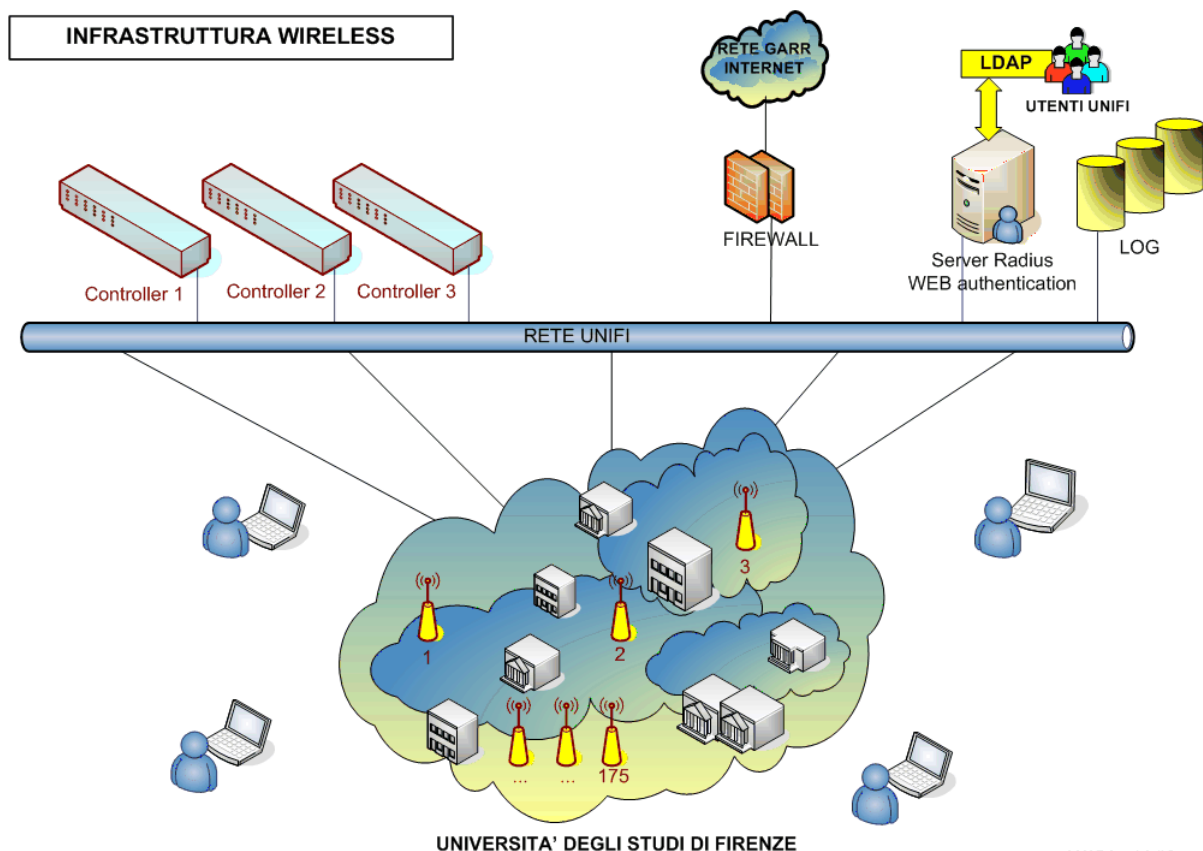 INFRASTRUTTURA WIRELESS
RETE GARR
INTERNET
LDAP
UTENTI UNIFI
FIREWALL
Server Radius
WEB authentication
LOG
Controller 1
Controller 2
Controller 3
RETE UNIFI
3
1
2
...
...
175
UNIVERSITA' DEGLI STUDI DI FIRENZE